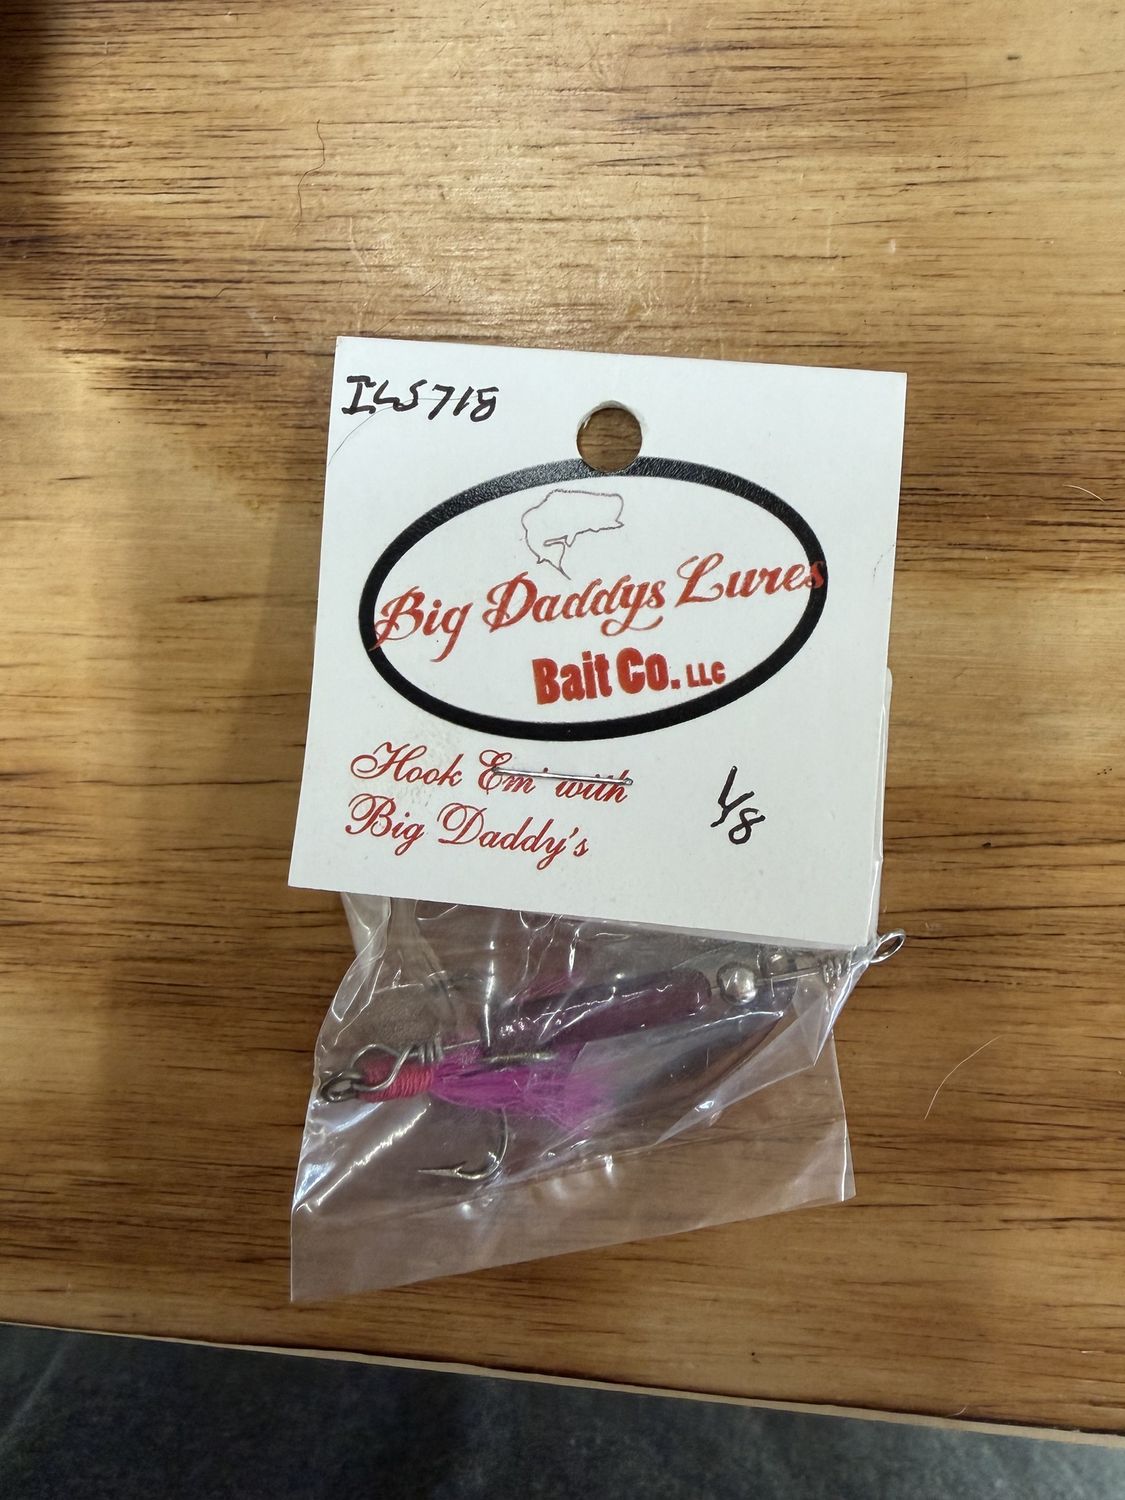 ILS718
Big Daddys Lures
Bait Co. LLC
Hook Em' with
Big Daddy's
1/8